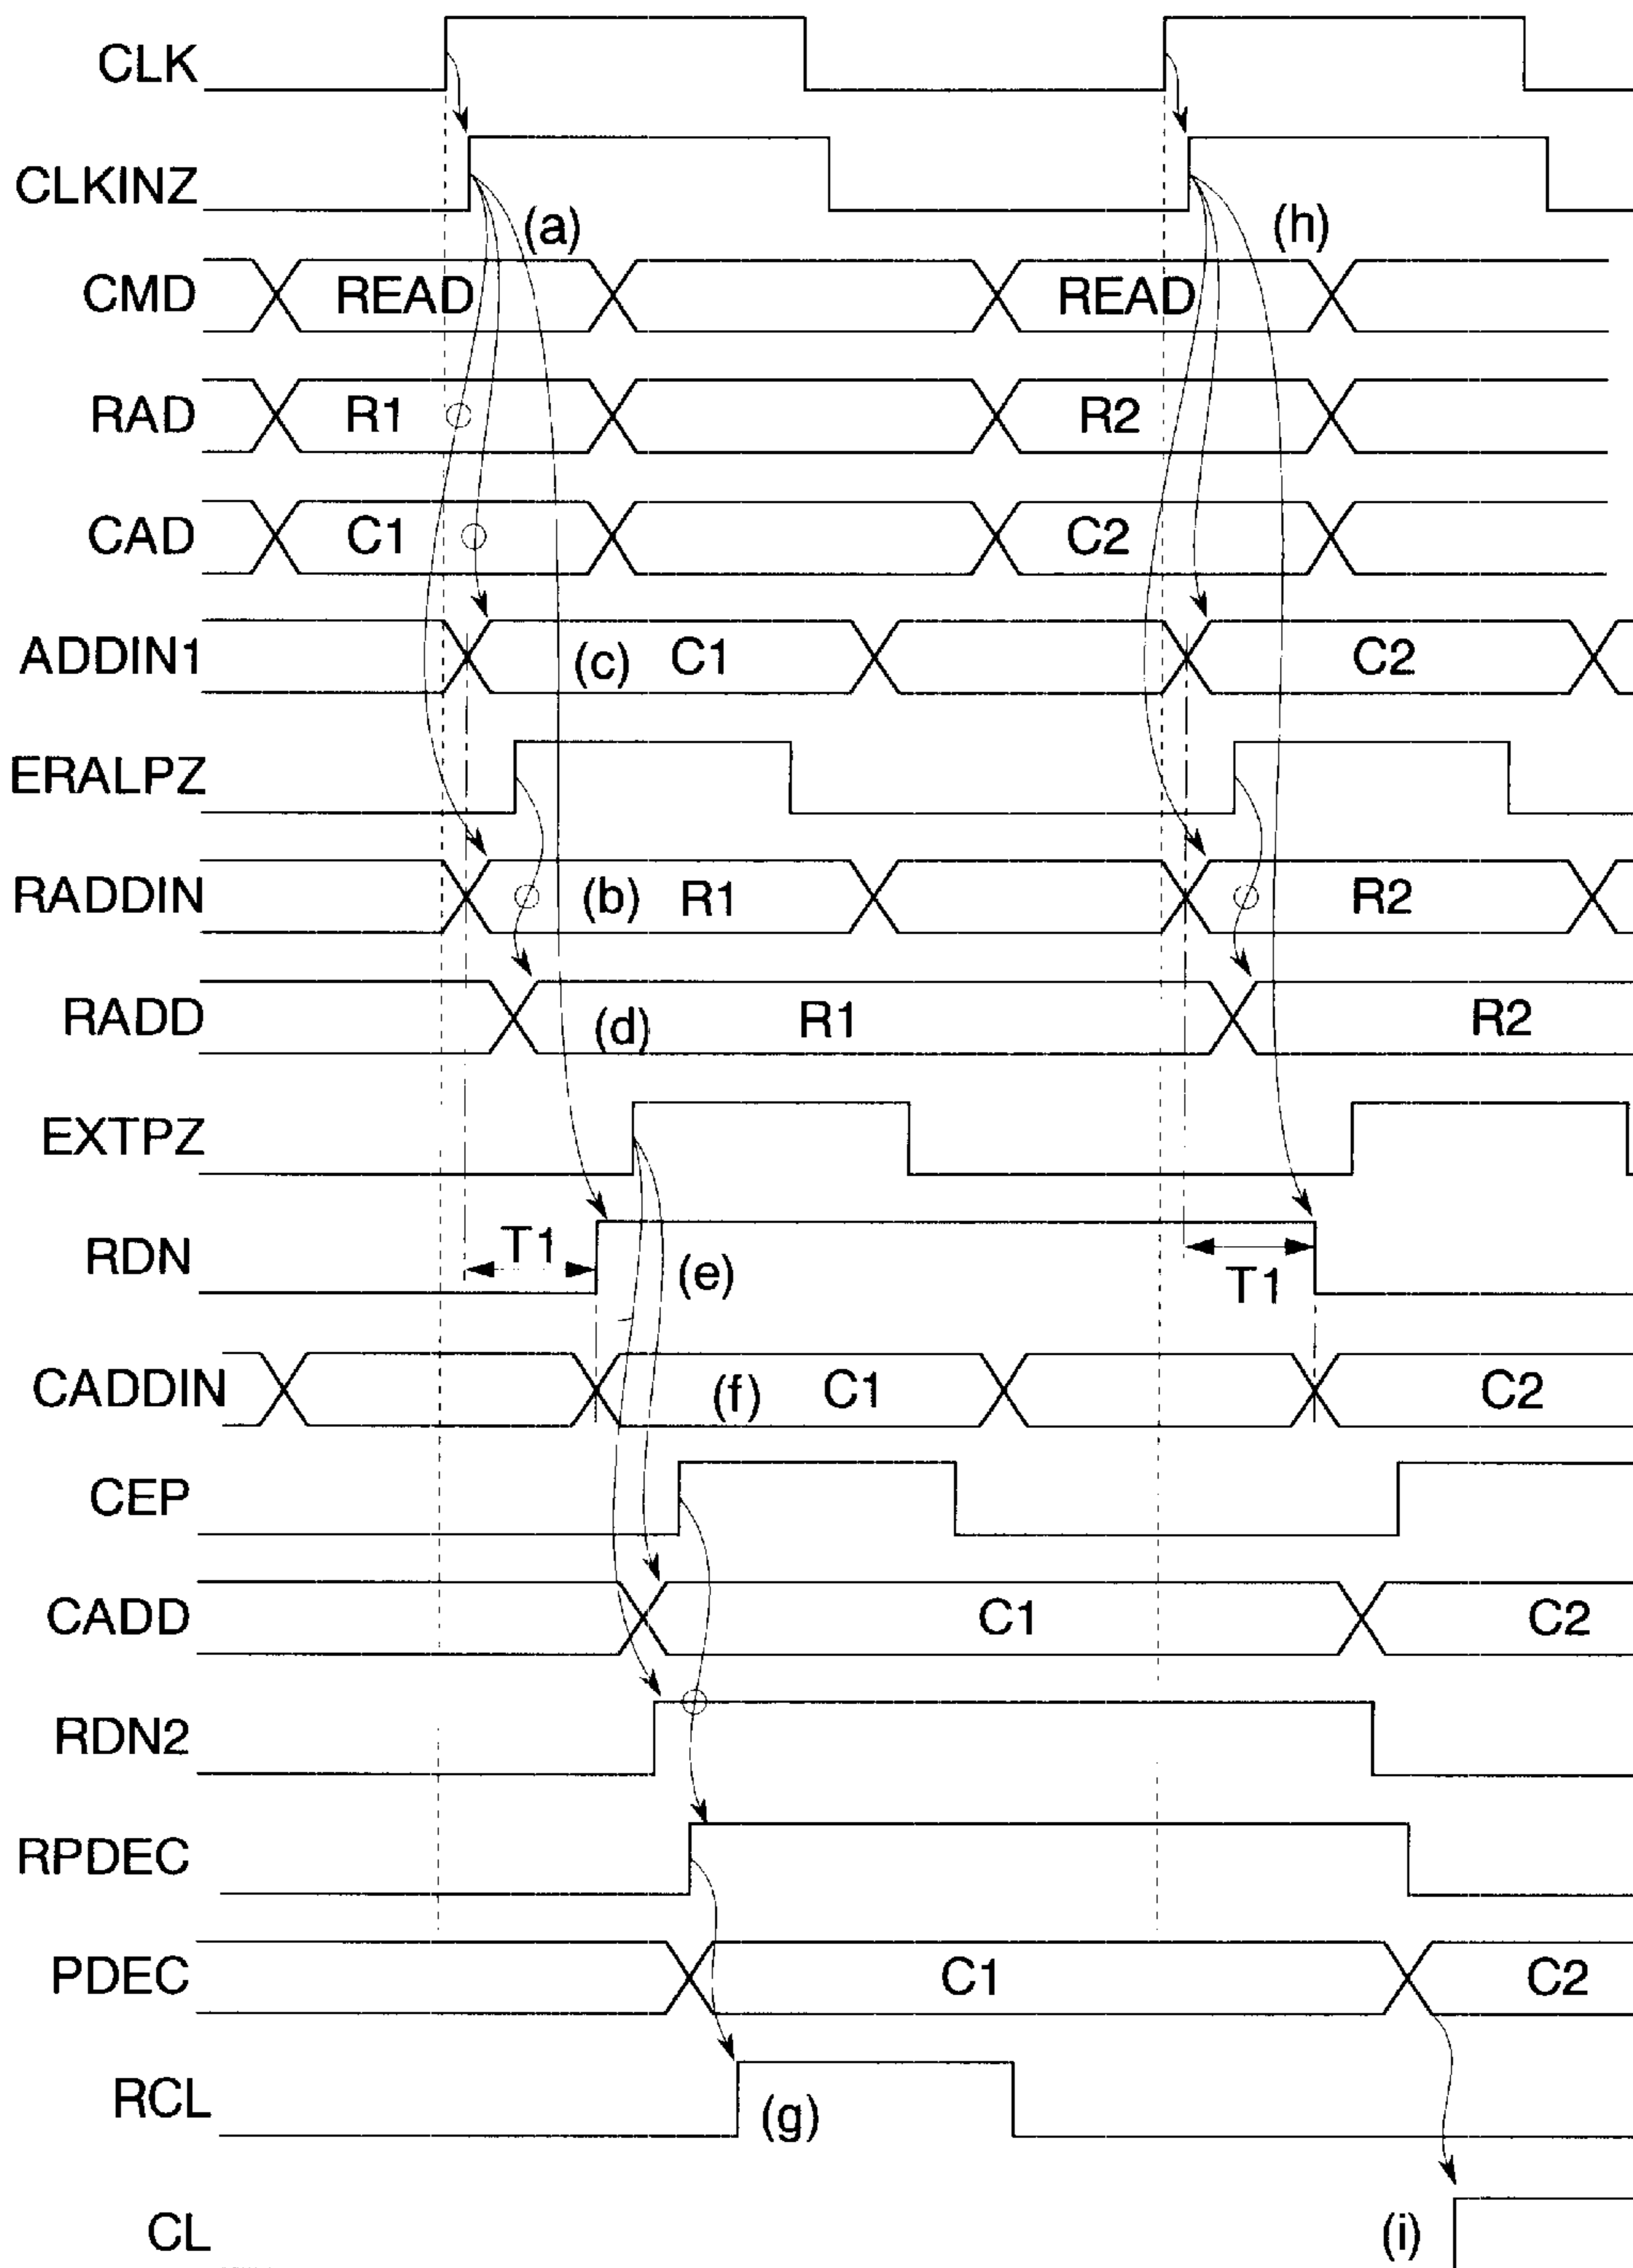 CLK
CLKINZ
(a) (h)
CMD READ READ
RAD R1 R2
CAD C1 C2
ADDIN1 (c) C1 C2
ERALPZ
RADDIN (b) R1 R2
RADD (d) R1 R2
EXTPZ
RDN T1 (e) T1
CADDIN (f) C1 C2
CEP
CADD C1 C2
RDN2
RPDEC
PDEC C1 C2
RCL (g)
CL (i)